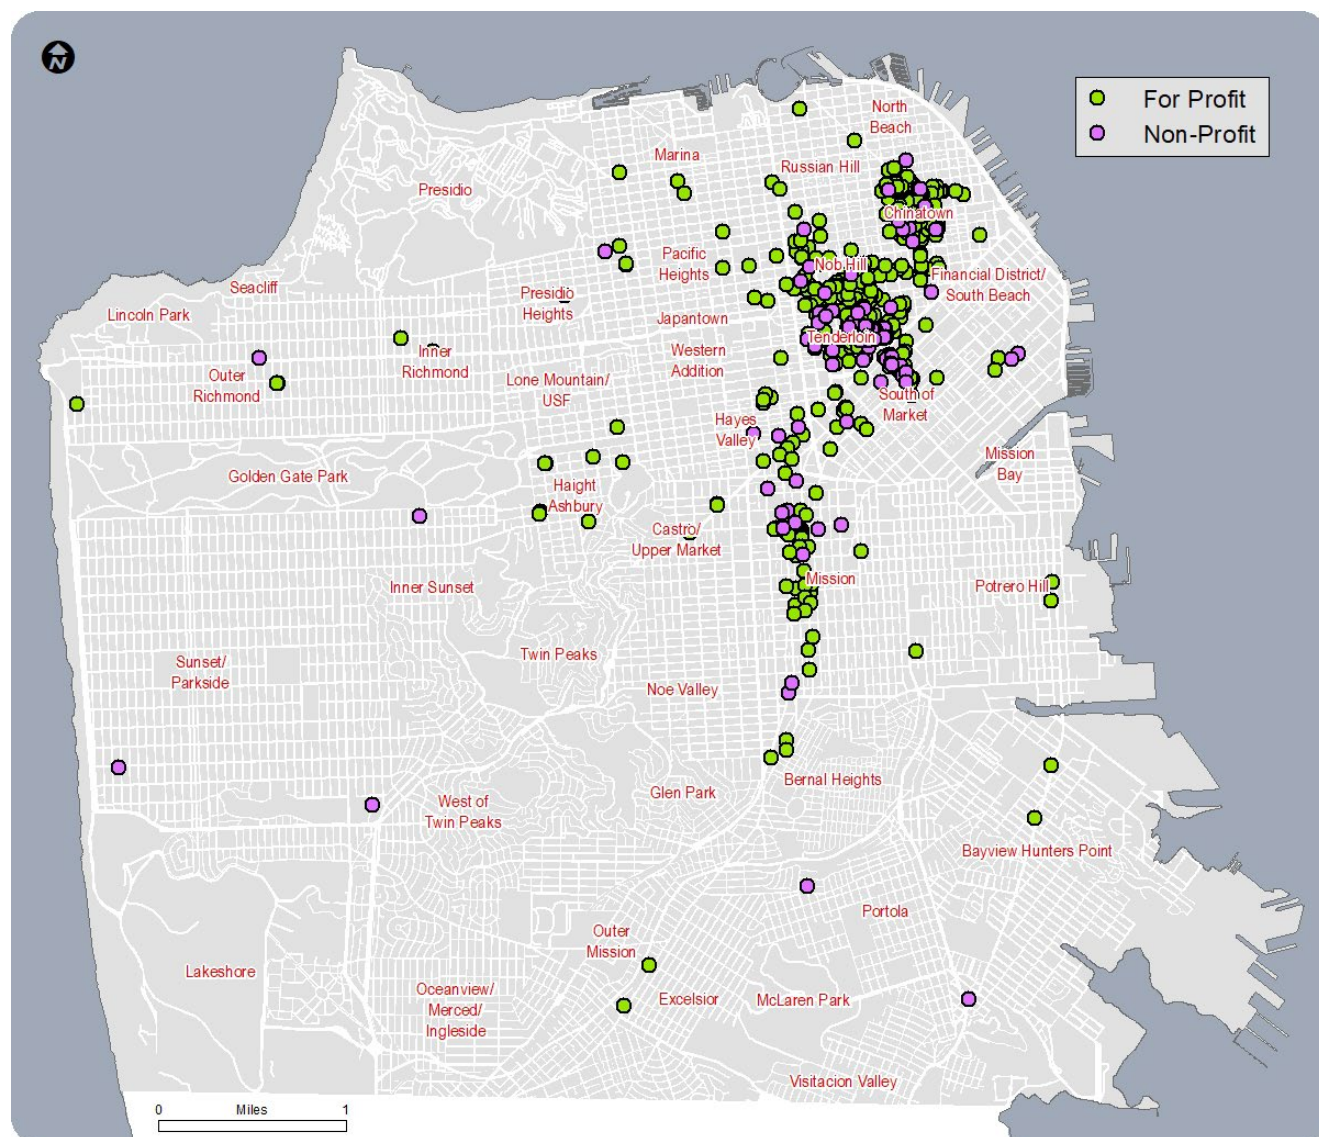 N
For Profit
Non-Profit
North
Beach
Marina
Russian Hill
Presidio
Chinatown
Pacific
Heights
Nob Hill
Financial District/
South Beach
Seacliff
Presidio
Heights
Lincoln Park
Japantown
Tenderloin
Inner
Richmond
Western
Addition
Outer
Richmond
Lone Mountain/
USF
South of
Market
Hayes
Valley
Mission
Bay
Golden Gate Park
Haight
Ashbury
Castro/
Upper Market
Inner Sunset
Mission
Potrero Hill
Twin Peaks
Sunset/
Parkside
Noe Valley
Bernal Heights
Glen Park
West of
Twin Peaks
Bayview Hunters Point
Portola
Outer
Mission
Lakeshore
Oceanview/
Merced/
Ingleside
Excelsior
McLaren Park
Visitacion Valley
0 Miles 1